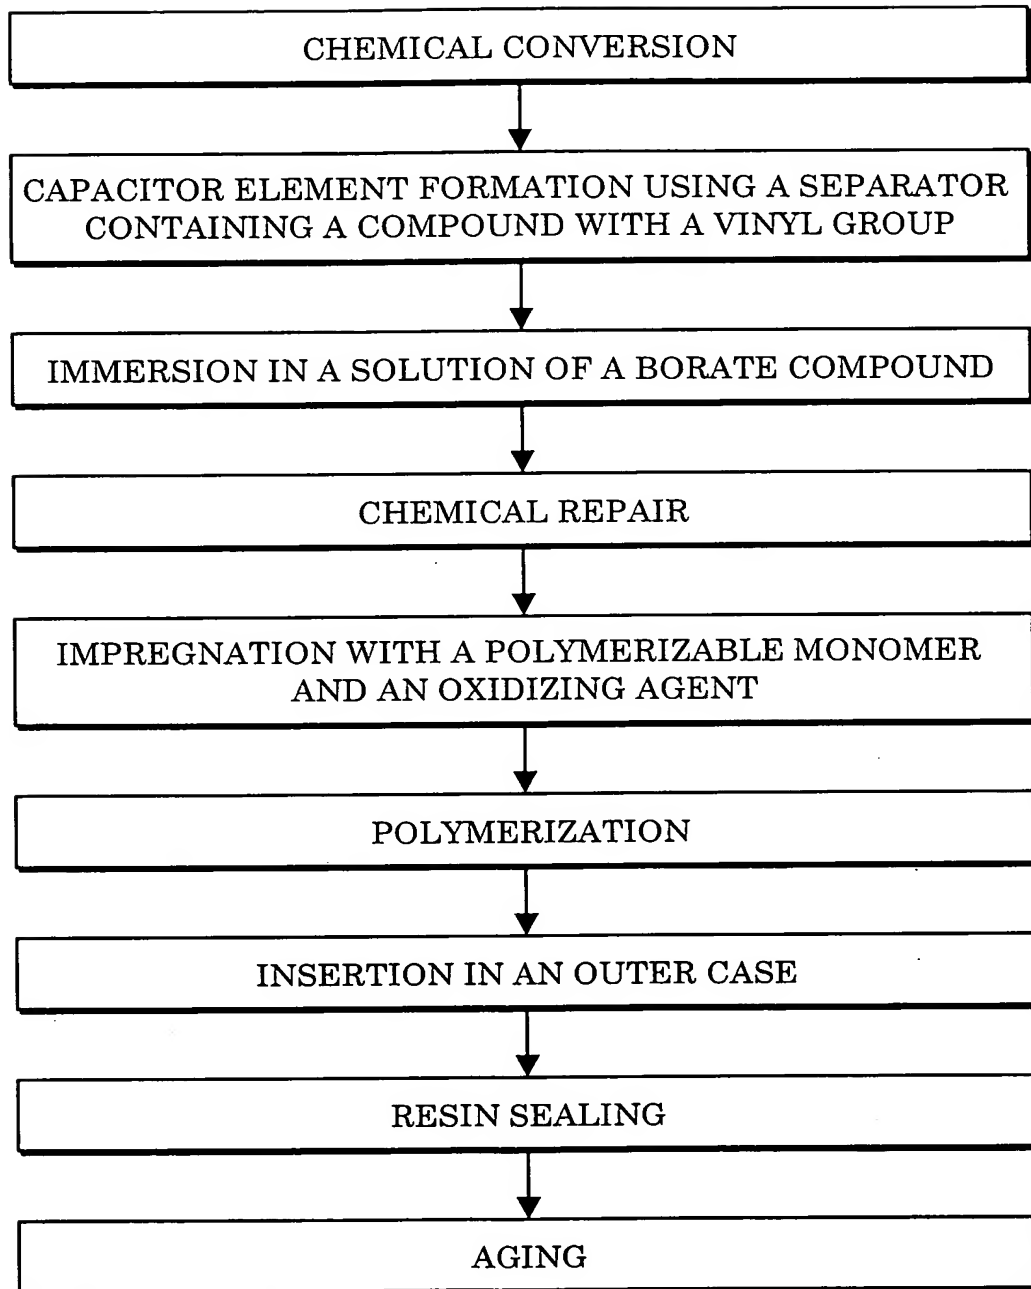 CHEMICAL CONVERSION
CAPACITOR ELEMENT FORMATION USING A SEPARATOR
CONTAINING A COMPOUND WITH A VINYL GROUP
IMMERSION IN A SOLUTION OF A BORATE COMPOUND
CHEMICAL REPAIR
IMPREGNATION WITH A POLYMERIZABLE MONOMER
AND AN OXIDIZING AGENT
POLYMERIZATION
INSERTION IN AN OUTER CASE
RESIN SEALING
AGING